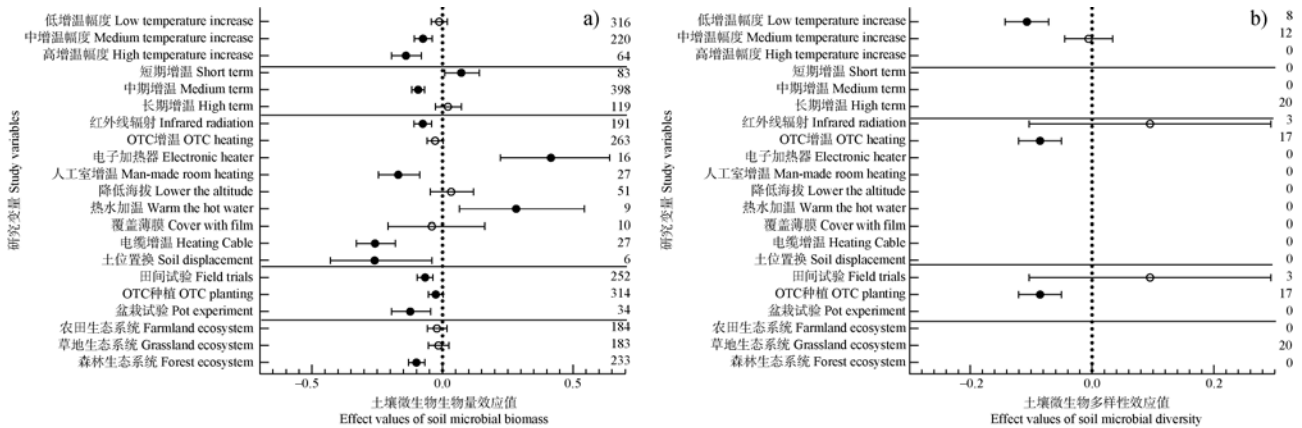 a)
低增温幅度 Low temperature increase 316
中增温幅度 Medium temperature increase 220
高增温幅度 High temperature increase 64
短期增温 Short term 83
中期增温 Medium term 398
长期增温 High term 119
红外线辐射 Infrared radiation 191
OTC增温 OTC heating 263
电子加热器 Electronic heater 16
人工室增温 Man-made room heating 27
降低海拔 Lower the altitude 51
热水加温 Warm the hot water 9
覆盖薄膜 Cover with film 10
电缆增温 Heating Cable 27
土位置换 Soil displacement 6
田间试验 Field trials 252
OTC种植 OTC planting 314
盆栽试验 Pot experiment 34
农田生态系统 Farmland ecosystem 184
草地生态系统 Grassland ecosystem 183
森林生态系统 Forest ecosystem 233
研究变量 Study variables
−0.5 0.0 0.5
土壤微生物生物量效应值
Effect values of soil microbial biomass
b)
低增温幅度 Low temperature increase 8
中增温幅度 Medium temperature increase 12
高增温幅度 High temperature increase 0
短期增温 Short term 0
中期增温 Medium term 0
长期增温 High term 20
红外线辐射 Infrared radiation 3
OTC增温 OTC heating 17
电子加热器 Electronic heater 0
人工室增温 Man-made room heating 0
降低海拔 Lower the altitude 0
热水加温 Warm the hot water 0
覆盖薄膜 Cover with film 0
电缆增温 Heating Cable 0
土位置换 Soil displacement 0
田间试验 Field trials 3
OTC种植 OTC planting 17
盆栽试验 Pot experiment 0
农田生态系统 Farmland ecosystem 0
草地生态系统 Grassland ecosystem 20
森林生态系统 Forest ecosystem 0
研究变量 Study variables
−0.2 0.0 0.2
土壤微生物多样性效应值
Effect values of soil microbial diversity